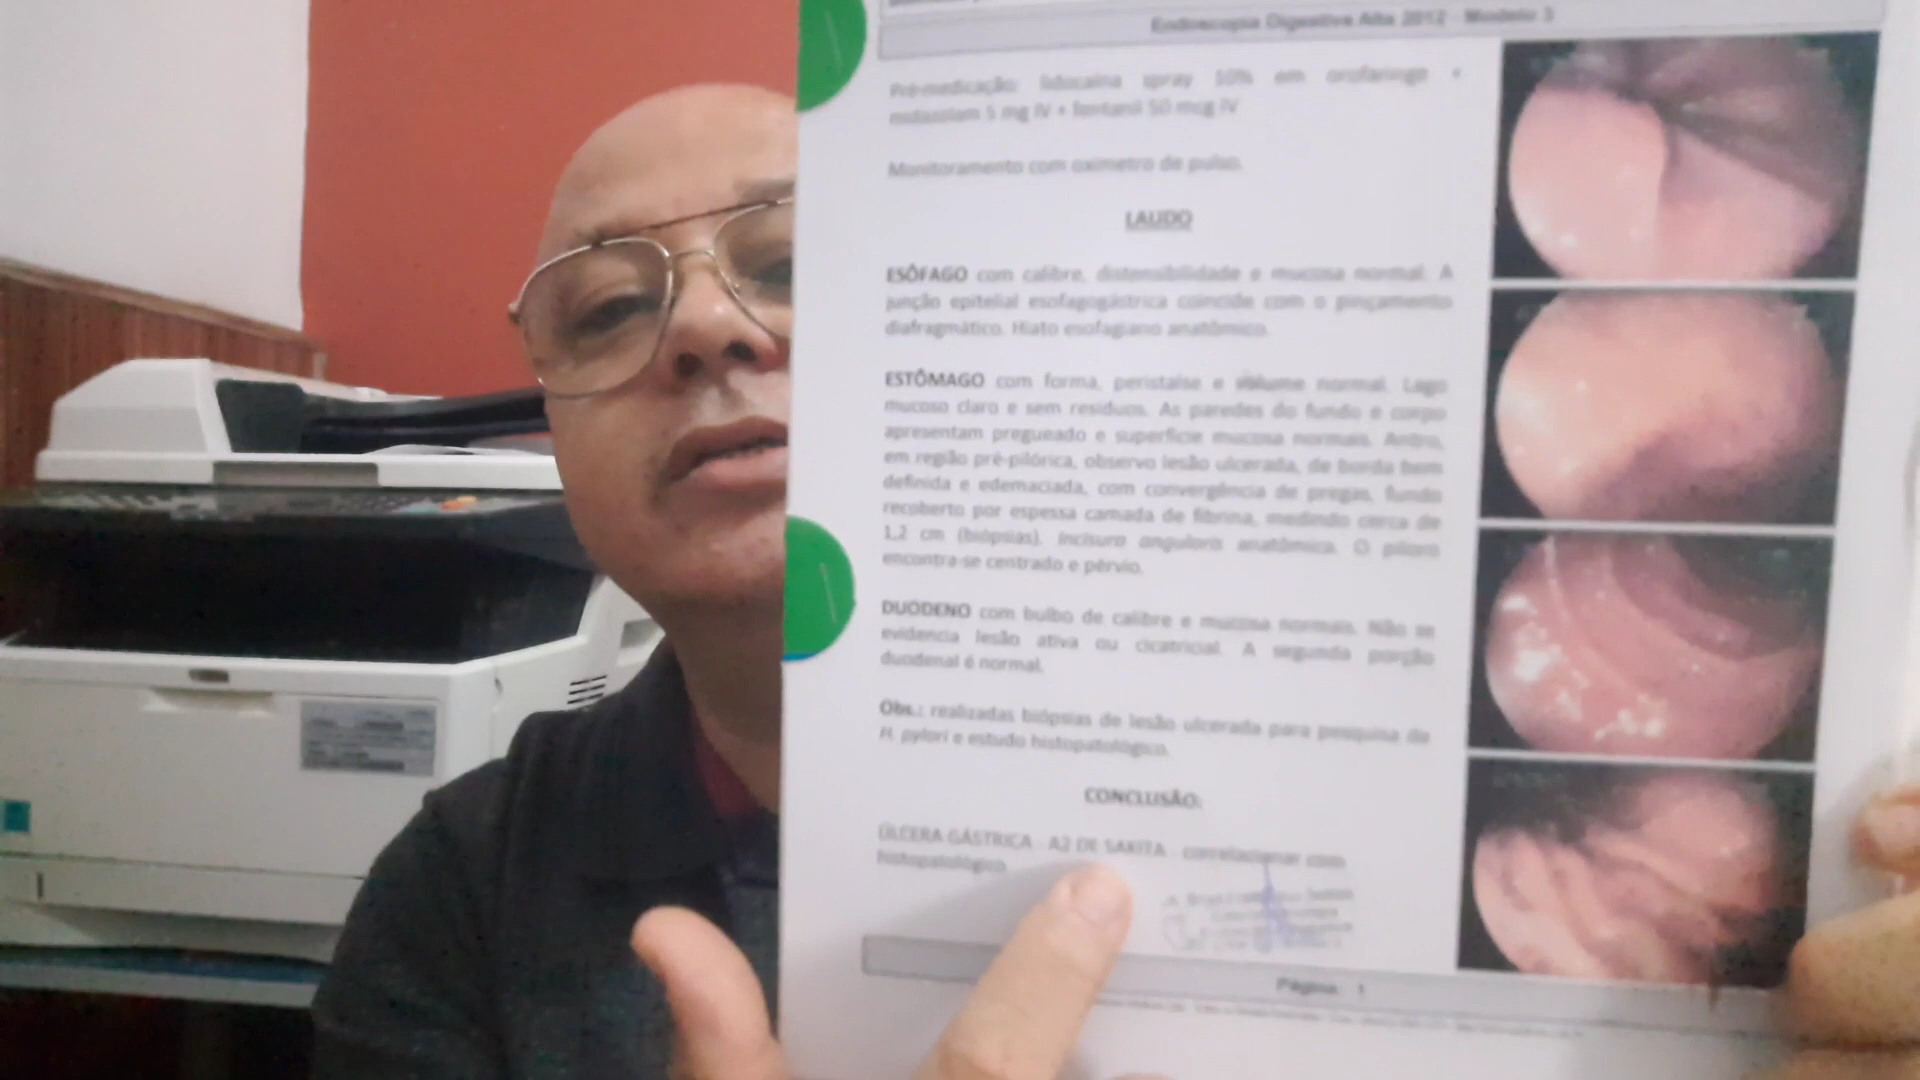 Endoscopia Digestiva Alta 2012 - Modelo 3
Pré-medicação: lidocaína spray 10% em orofaringe +
midazolam 5 mg IV + fentanil 50 mcg IV
Monitoramento com oxímetro de pulso.
LAUDO
ESÔFAGO com calibre, distensibilidade e mucosa normal. A
junção epitelial esofagogástrica coincide com o pinçamento
diafragmático. Hiato esofagiano anatômico.
ESTÔMAGO com forma, peristalse e volume normal. Lago
mucoso claro e sem resíduos. As paredes do fundo e corpo
apresentam pregueado e superfície mucosa normais. Antro,
em região pré-pilórica, observo lesão ulcerada, de borda bem
definida e edemaciada, com convergência de pregas, fundo
recoberto por espessa camada de fibrina, medindo cerca de
1,2 cm (biópsias). Incisura angularis anatômica. O piloro
encontra-se centrado e pérvio.
DUODENO com bulbo de calibre e mucosa normais. Não se
evidencia lesão ativa ou cicatricial. A segunda porção
duodenal é normal.
Obs.: realizadas biópsias de lesão ulcerada para pesquisa de
H. pylori e estudo histopatológico.
CONCLUSÃO:
ÚLCERA GÁSTRICA - A2 DE SAKITA - correlacionar com
histopatológico
Página: 1